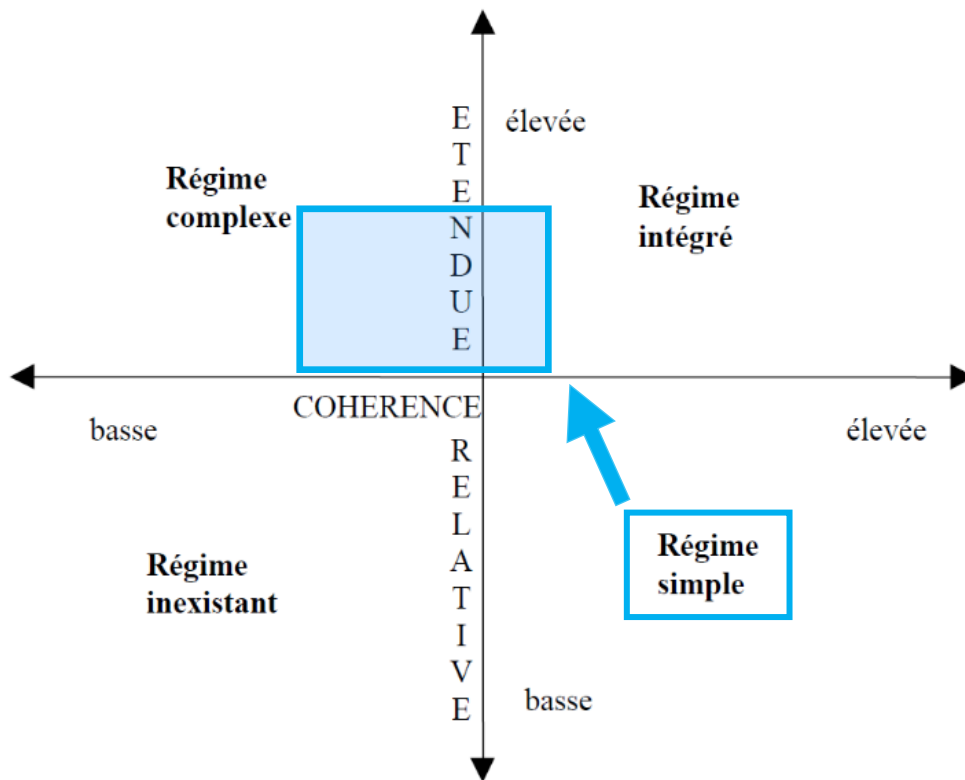 ETENDUE RELATIVE
élevée
Régime
complexe
Régime
intégré
COHERENCE
basse
élevée
Régime
inexistant
Régime
simple
basse